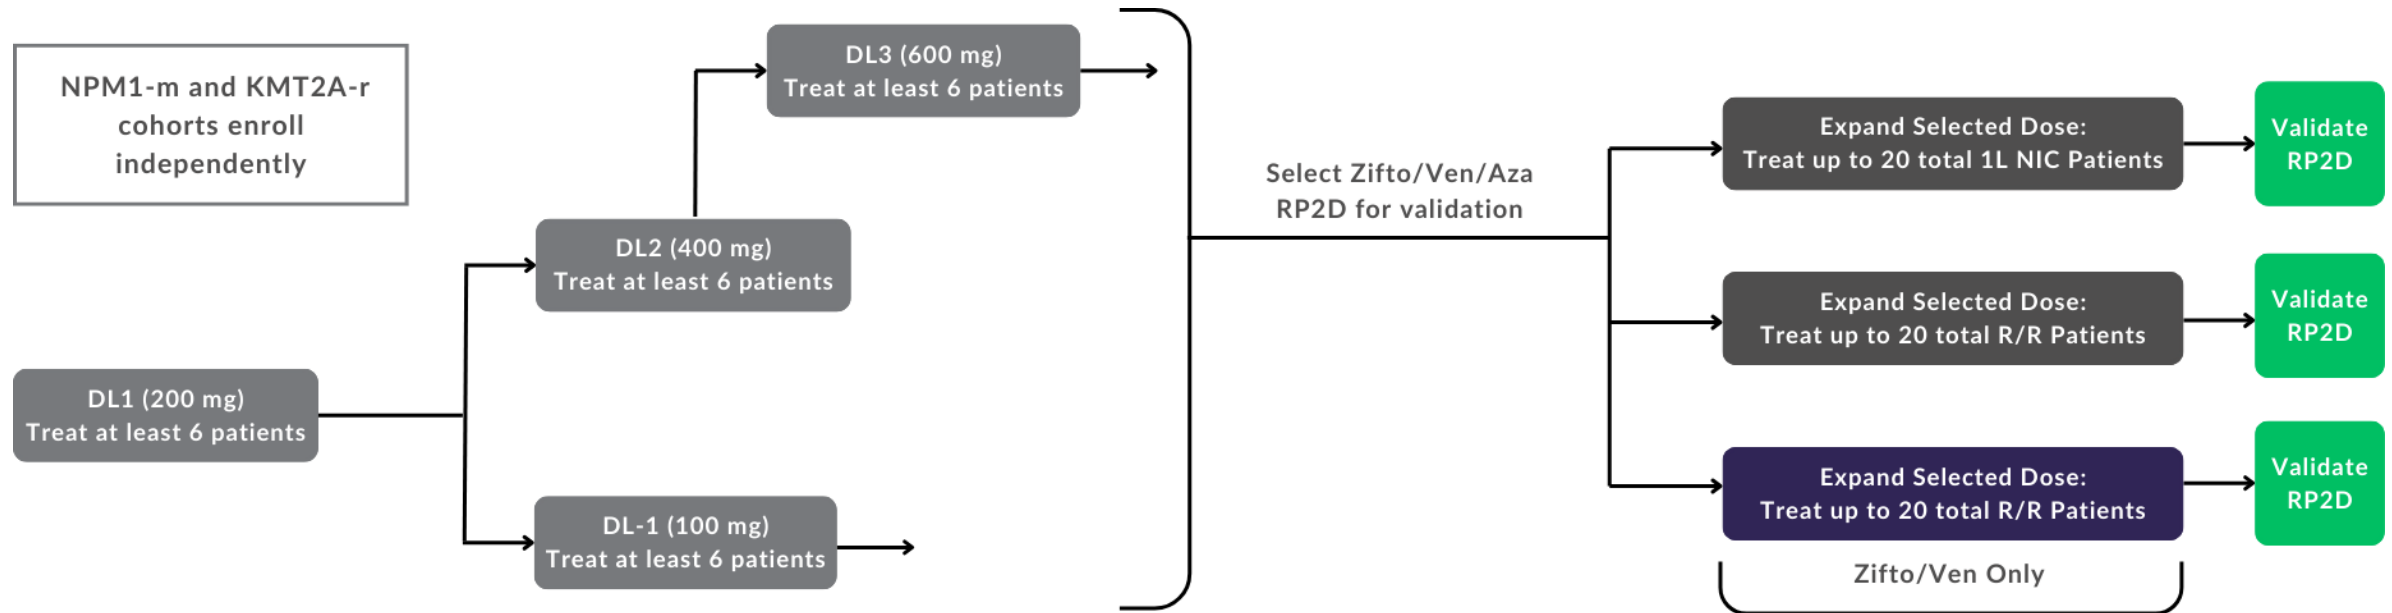 NPM1-m and KMT2A-r
cohorts enroll
independently
DL1 (200 mg)
Treat at least 6 patients
DL2 (400 mg)
Treat at least 6 patients
DL3 (600 mg)
Treat at least 6 patients
DL-1 (100 mg)
Treat at least 6 patients
Select Zifto/Ven/Aza
RP2D for validation
Expand Selected Dose:
Treat up to 20 total 1L NIC Patients
Validate
RP2D
Expand Selected Dose:
Treat up to 20 total R/R Patients
Validate
RP2D
Expand Selected Dose:
Treat up to 20 total R/R Patients
Validate
RP2D
Zifto/Ven Only